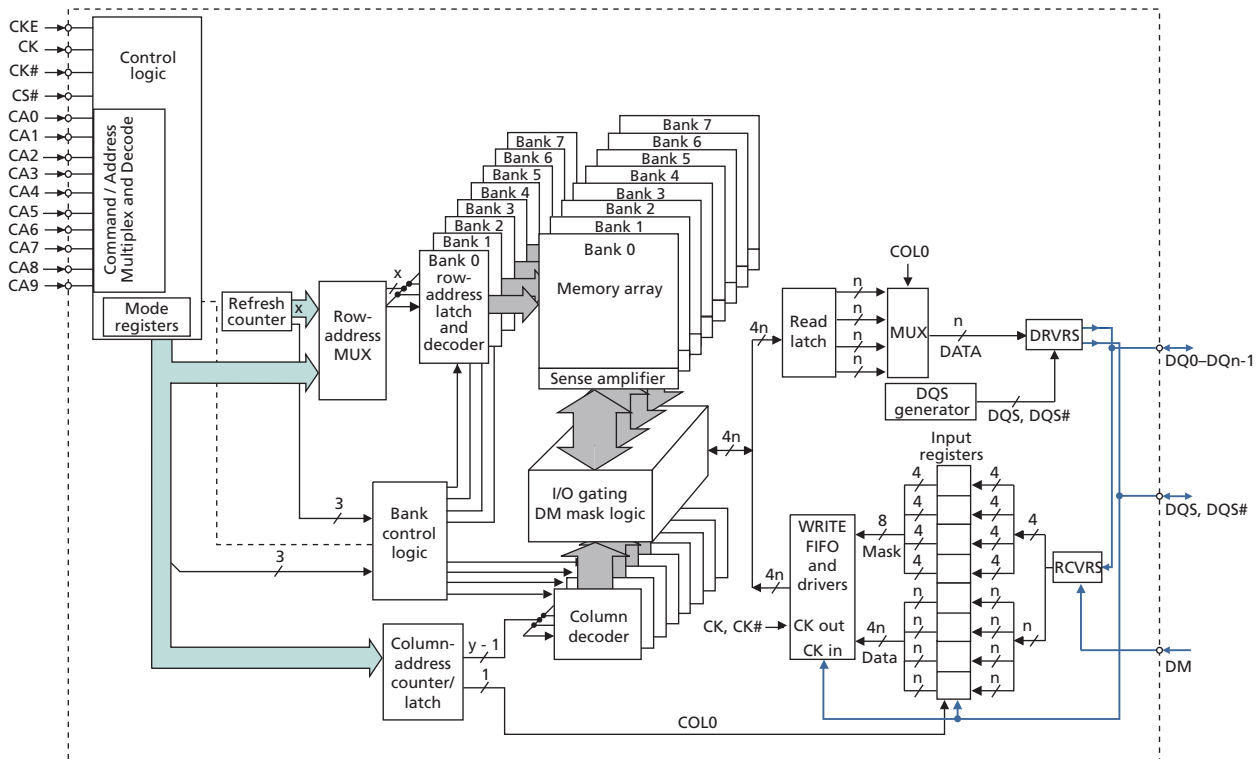 CKE
CK
CK#
CS#
CA0
CA1
CA2
CA3
CA4
CA5
CA6
CA7
CA8
CA9
Control
logic
Command / Address
Multiplex and Decode
Mode
registers
Refresh
counter
x
Row-
address
MUX
x
Bank 7
Bank 6
Bank 5
Bank 4
Bank 3
Bank 2
Bank 1
Bank 0
row-
address
latch
and
decoder
Bank 7
Bank 6
Bank 5
Bank 4
Bank 3
Bank 2
Bank 1
Bank 0
Memory array
Sense amplifier
3
3
Bank
control
logic
I/O gating
DM mask logic
Column
decoder
Column-
address
counter/
latch
y - 1
1
COL0
4n
4n
4n
Read
latch
n
n
n
n
COL0
MUX
n
DATA
DRVRS
DQS
generator
DQS, DQS#
DQ0–DQn-1
DQS, DQS#
DM
Input
registers
4
4
4
4
n
n
n
n
4
4
4
4
n
n
n
n
4
n
RCVRS
8
Mask
4n
Data
WRITE
FIFO
and
drivers
CK out
CK in
CK, CK#